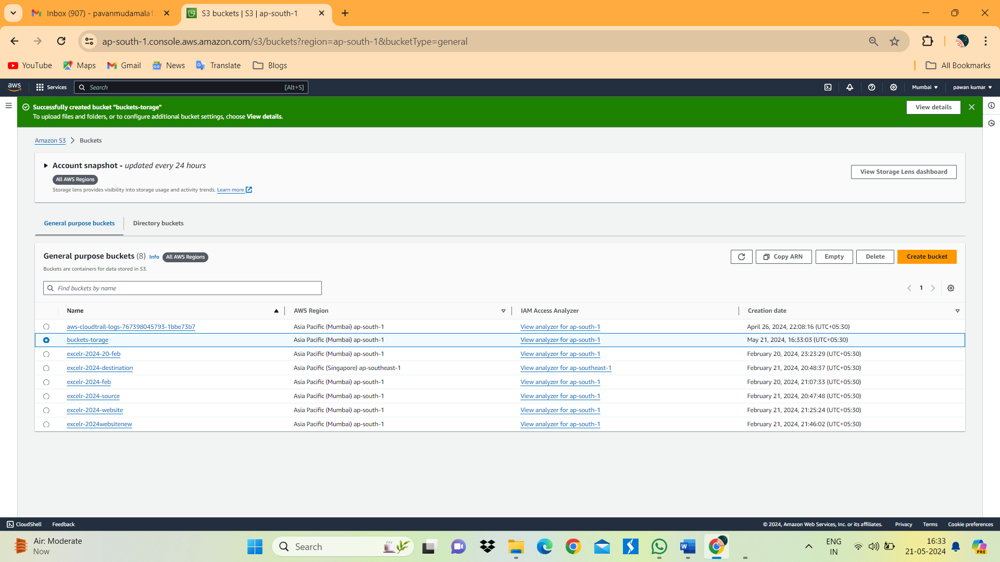 Inbox (907) - pavanmudamala1
S3 buckets | S3 | ap-south-1
ap-south-1.console.aws.amazon.com/s3/buckets?region=ap-south-1&bucketType=general
YouTube Maps Gmail News Translate Blogs All Bookmarks
aws Services Search [Alt+S] Mumbai pawan kumar
Successfully created bucket "buckets-torage"
To upload files and folders, or to configure additional bucket settings, choose View details.
View details
Amazon S3 Buckets
Account snapshot - updated every 24 hours
All AWS Regions
Storage lens provides visibility into storage usage and activity trends. Learn more
View Storage Lens dashboard
General purpose buckets Directory buckets
General purpose buckets (8) Info All AWS Regions
Buckets are containers for data stored in S3.
Copy ARN Empty Delete Create bucket
Find buckets by name
1
Name AWS Region IAM Access Analyzer Creation date
aws-cloudtrail-logs-767398045793-1bbe73b7 Asia Pacific (Mumbai) ap-south-1 View analyzer for ap-south-1 April 26, 2024, 22:08:16 (UTC+05:30)
buckets-torage Asia Pacific (Mumbai) ap-south-1 View analyzer for ap-south-1 May 21, 2024, 16:33:03 (UTC+05:30)
excelr-2024-20-feb Asia Pacific (Mumbai) ap-south-1 View analyzer for ap-south-1 February 20, 2024, 23:23:29 (UTC+05:30)
excelr-2024-destination Asia Pacific (Singapore) ap-southeast-1 View analyzer for ap-southeast-1 February 21, 2024, 20:48:37 (UTC+05:30)
excelr-2024-feb Asia Pacific (Mumbai) ap-south-1 View analyzer for ap-south-1 February 20, 2024, 21:07:33 (UTC+05:30)
excelr-2024-source Asia Pacific (Mumbai) ap-south-1 View analyzer for ap-south-1 February 21, 2024, 20:47:48 (UTC+05:30)
excelr-2024-website Asia Pacific (Mumbai) ap-south-1 View analyzer for ap-south-1 February 21, 2024, 21:25:24 (UTC+05:30)
excelr-2024websitenew Asia Pacific (Mumbai) ap-south-1 View analyzer for ap-south-1 February 21, 2024, 21:46:02 (UTC+05:30)
CloudShell Feedback © 2024, Amazon Web Services, Inc. or its affiliates. Privacy Terms Cookie preferences
Air: Moderate
Now
Search
ENG
IN
16:33
21-05-2024
PRE